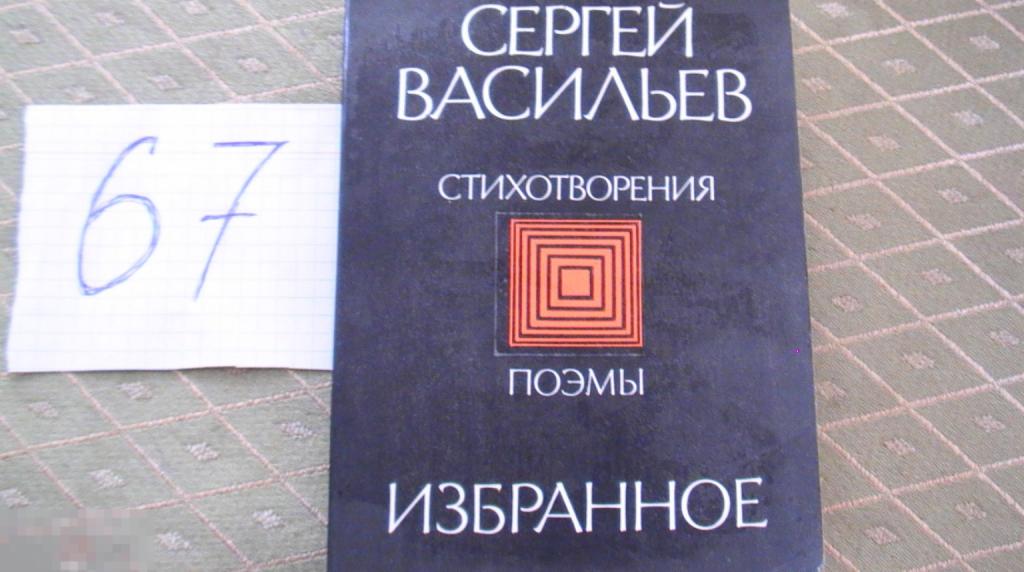 67
СЕРГЕЙ
ВАСИЛЬЕВ
СТИХОТВОРЕНИЯ
ПОЭМЫ
ИЗБРАННОЕ